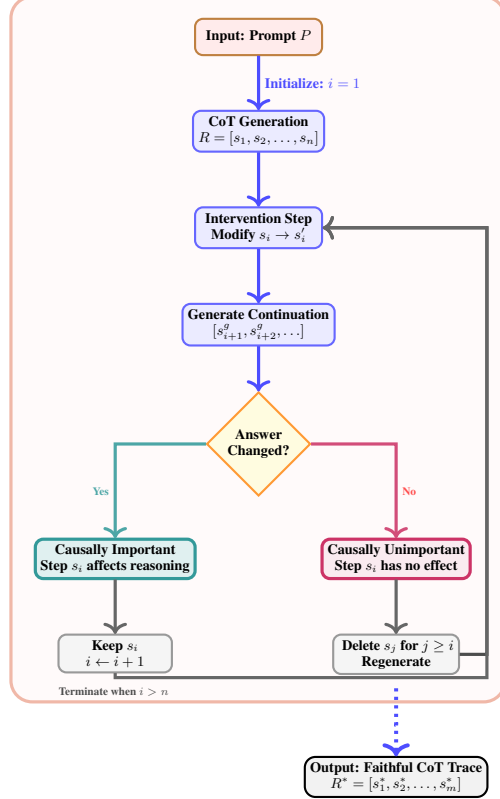 Input: Prompt P
Initialize: i = 1
CoT Generation
R = [s₁, s₂, . . . , sₙ]
Intervention Step
Modify sᵢ → s′ᵢ
Generate Continuation
[s^g_{i+1}, s^g_{i+2}, . . .]
Answer
Changed?
Yes
No
Causally Important
Step sᵢ affects reasoning
Causally Unimportant
Step sᵢ has no effect
Keep sᵢ
i ← i + 1
Delete sⱼ for j ≥ i
Regenerate
Terminate when i > n
Output: Faithful CoT Trace
R* = [s*₁, s*₂, . . . , s*ₘ]